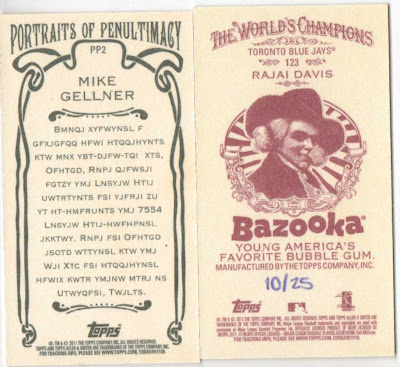 PORTRAITS OF PENULTIMACY
PP2
MIKE
GELLNER
BMNQJ XYFWYNSL F
GFXJGFQQ HFWI HTQQJHYNTS
KTW MNX YBT-DJFW-TQI XTS,
OFHTGD, RNPJ QJFWSJI
FGTZY YMJ LNSYJW HTIJ
UWTRTYNTS FSI YJFRJI ZU
YT HT-HMFRUNTS YMJ 7554
LNSYJW HTIJ-HWFHPNSL
JKKTWY. RNPJ FSI OFHTGD
JSOTD WTTYNSL KTW YMJ
WJI XTC FSI HTQQJHYNSL
HFWIX KWTR YMJNW MTRJ NS
UTWYQFSI, TWJLTS.
Topps
THE WORLD'S CHAMPIONS
TORONTO BLUE JAYS®
123
RAJAI DAVIS
Bazooka®
YOUNG AMERICA'S
FAVORITE BUBBLE GUM.
MANUFACTURED BY THE TOPPS COMPANY, INC.
10/25
Topps